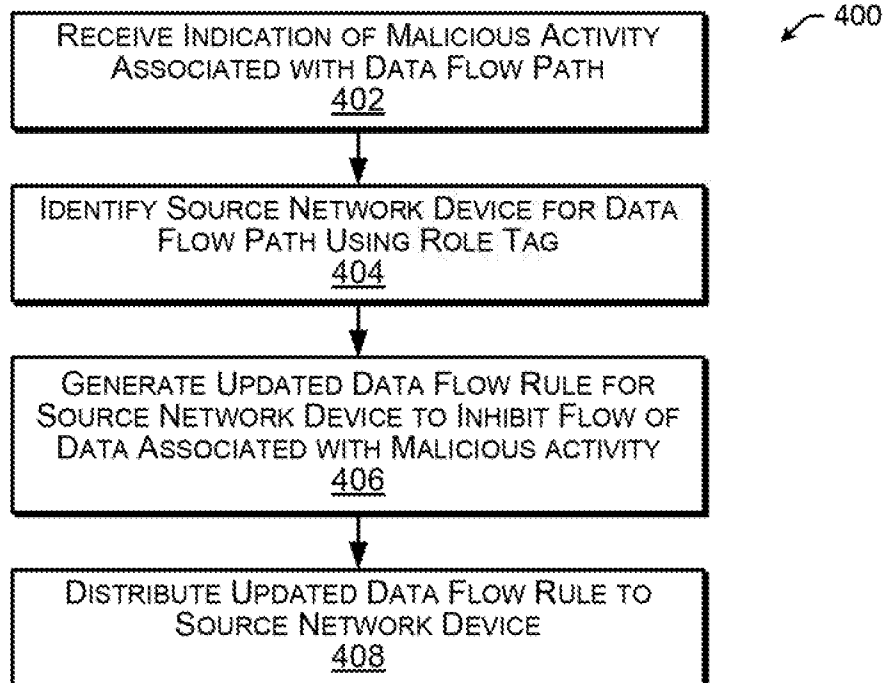 400
RECEIVE INDICATION OF MALICIOUS ACTIVITY
ASSOCIATED WITH DATA FLOW PATH
402
IDENTIFY SOURCE NETWORK DEVICE FOR DATA
FLOW PATH USING ROLE TAG
404
GENERATE UPDATED DATA FLOW RULE FOR
SOURCE NETWORK DEVICE TO INHIBIT FLOW OF
DATA ASSOCIATED WITH MALICIOUS ACTIVITY
406
DISTRIBUTE UPDATED DATA FLOW RULE TO
SOURCE NETWORK DEVICE
408